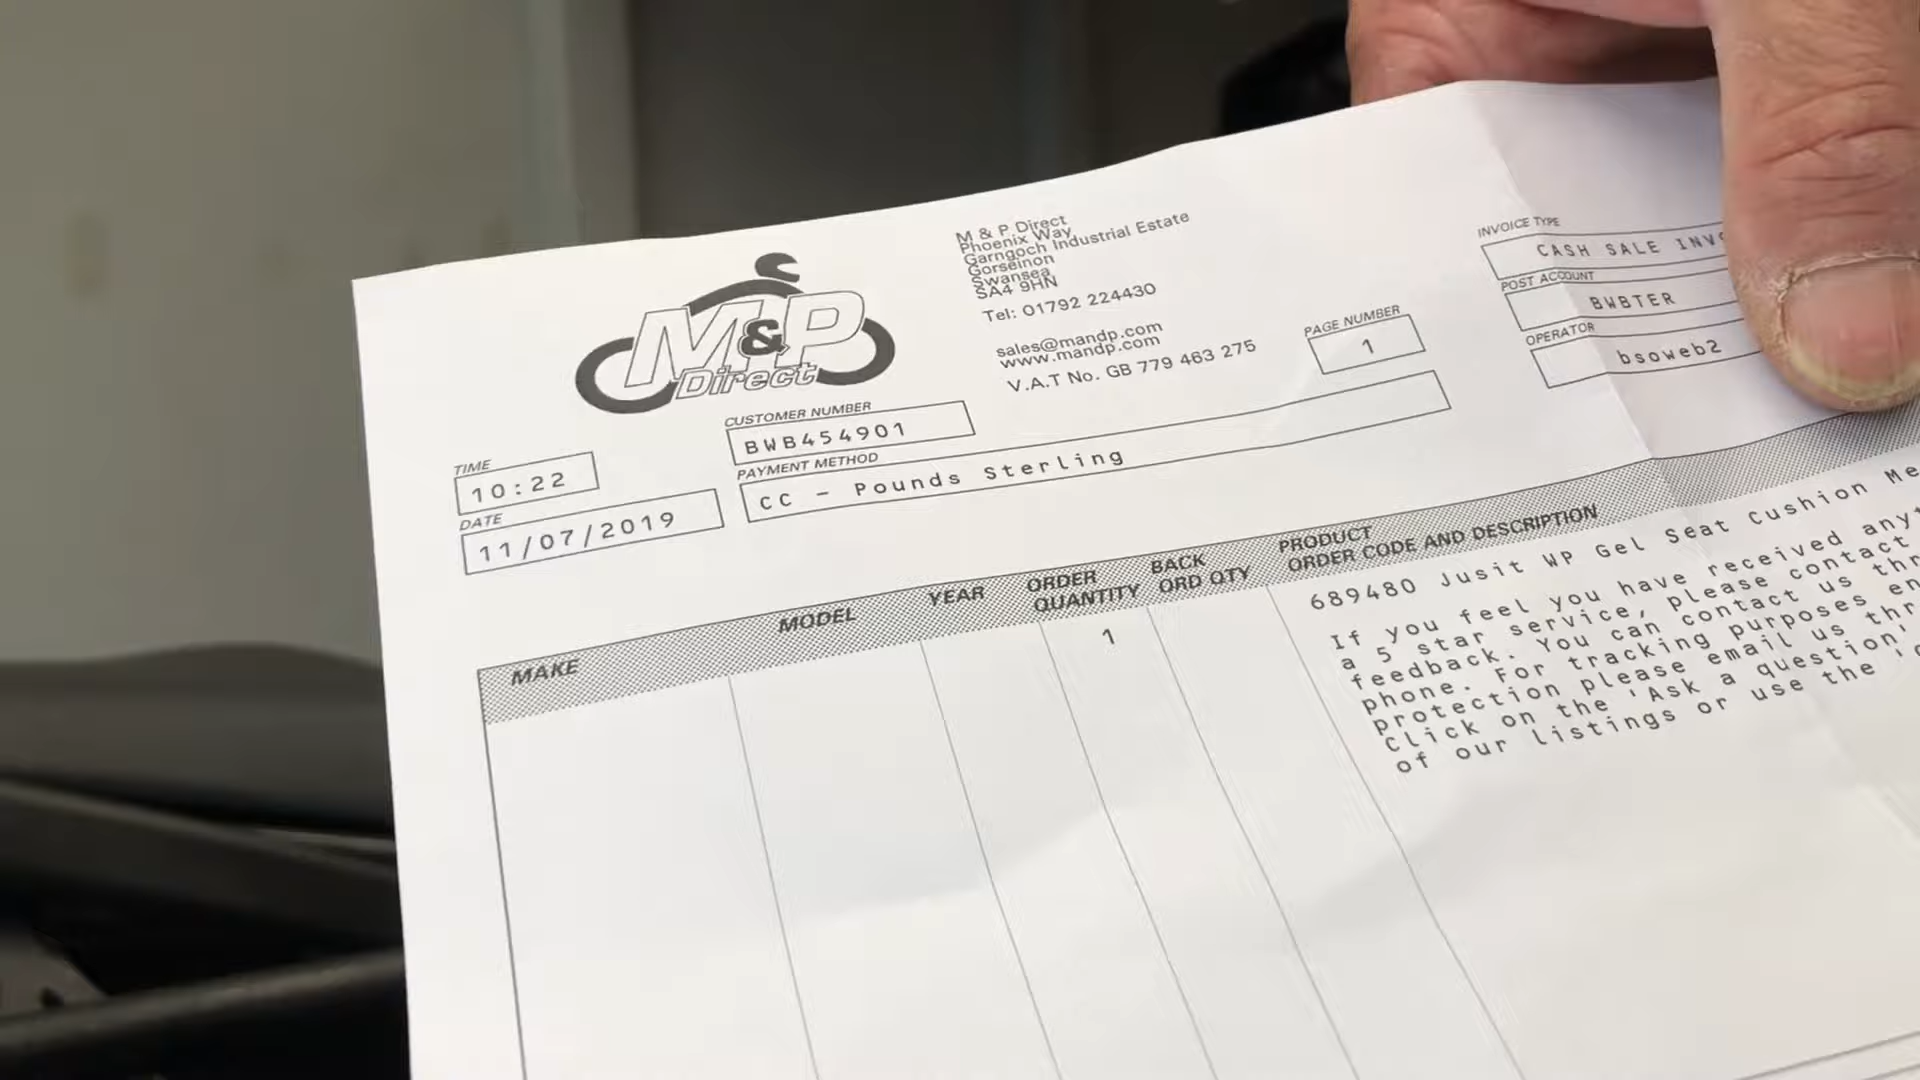 M&P
Direct
M & P Direct
Phoenix Way
Garngoch Industrial Estate
Gorseinon
Swansea
SA4 9HN
Tel: 01792 224430
sales@mandp.com
www.mandp.com
V.A.T No. GB 779 463 275
PAGE NUMBER
1
INVOICE TYPE
CASH SALE
POST ACCOUNT
BWBTER
OPERATOR
bsoweb2
CUSTOMER NUMBER
BWB454901
PAYMENT METHOD
CC - Pounds Sterling
TIME
10:22
DATE
11/07/2019
MAKE
MODEL
YEAR
ORDER
QUANTITY
BACK
ORD QTY
PRODUCT
ORDER CODE AND DESCRIPTION
1
689480 Jusit WP Gel Seat Cushion
If you feel you have received
a 5 star service, please contact
feedback. You can contact us
phone. For tracking purposes
protection please email us
Click on the 'Ask a question'
of our listings or use the